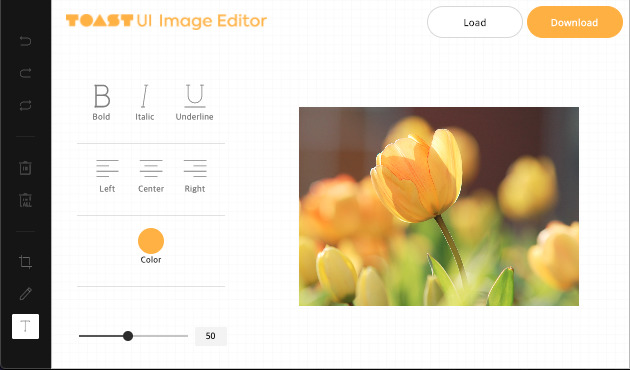 TOAST UI Image Editor
Load
Download
B I U
Bold Italic Underline
Left Center Right
Color
T
50